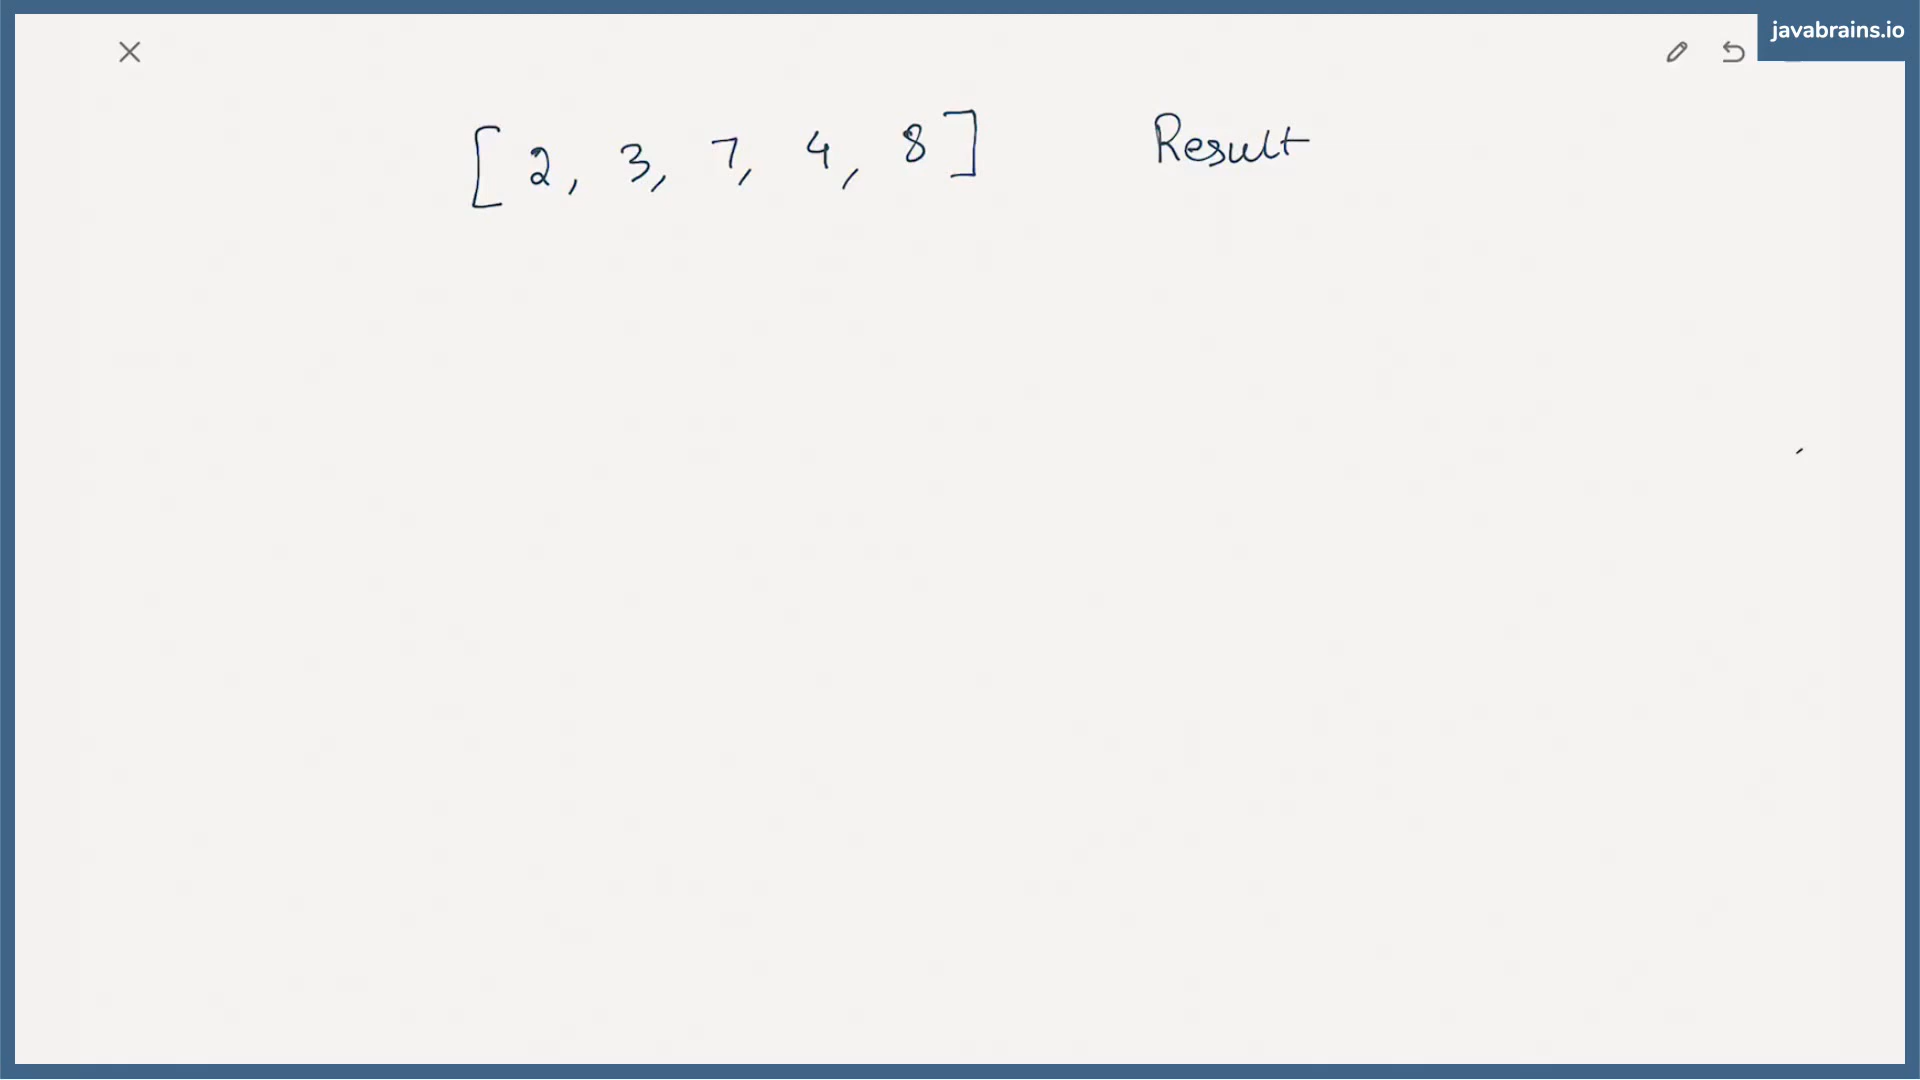 javabrains.io
[ 2, 3, 7, 4, 8 ] Result